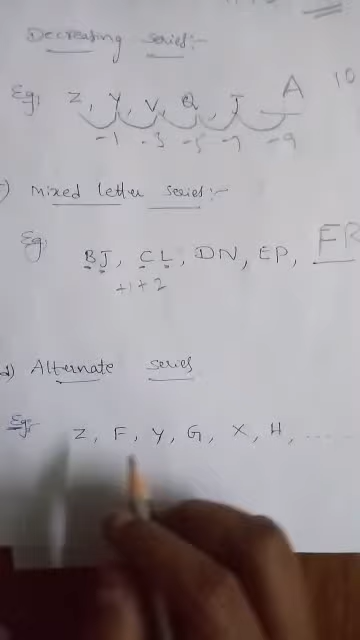 Decreasing series:-
Eg; Z, Y, V, Q, J, A 10
-1 -3 -5 -7 -9
c) Mixed letter series:-
Eg; BJ, CL, DN, EP, FR
+1 +2
d) Alternate series
Eg:- Z, F, Y, G, X, H, .....